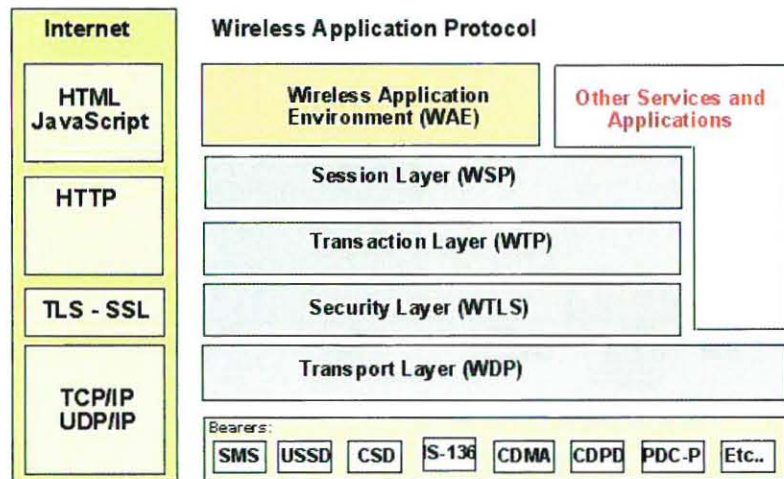 Internet
HTML
JavaScript
HTTP
TLS - SSL
TCP/IP
UDP/IP
Wireless Application Protocol
Wireless Application
Environment (WAE)
Other Services and
Applications
Session Layer (WSP)
Transaction Layer (WTP)
Security Layer (WTLS)
Transport Layer (WDP)
Bearers:
SMS
USSD
CSD
IS-136
CDMA
CDPD
PDC-P
Etc..